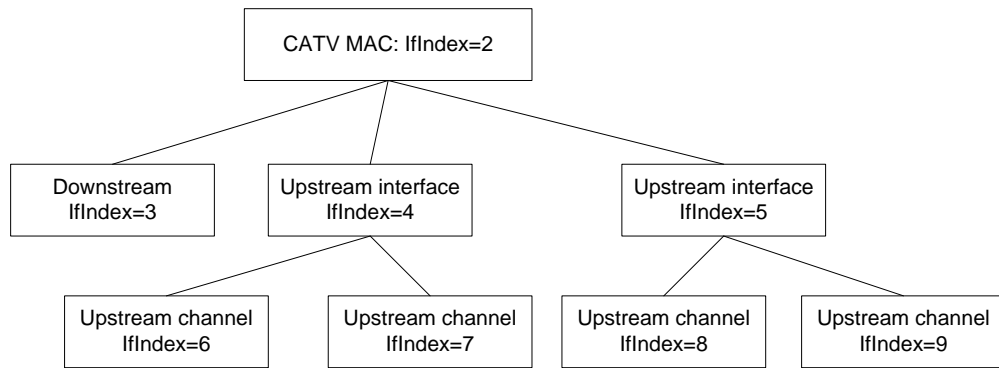 CATV MAC: IfIndex=2
Downstream
IfIndex=3
Upstream interface
IfIndex=4
Upstream interface
IfIndex=5
Upstream channel
IfIndex=6
Upstream channel
IfIndex=7
Upstream channel
IfIndex=8
Upstream channel
IfIndex=9